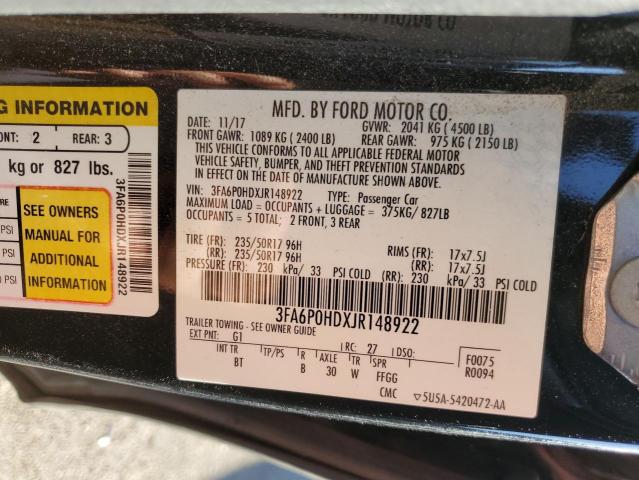 G INFORMATION
ONT: 2 REAR: 3
kg or 827 lbs.
PSI
PSI
SEE OWNERS
MANUAL FOR
ADDITIONAL
INFORMATION
3FA6P0HDXJR148922
MFD. BY FORD MOTOR CO.
DATE: 11/17 GVWR: 2041 KG ( 4500 LB)
FRONT GAWR: 1089 KG ( 2400 LB) REAR GAWR: 975 KG ( 2150 LB)
THIS VEHICLE CONFORMS TO ALL APPLICABLE FEDERAL MOTOR
VEHICLE SAFETY, BUMPER, AND THEFT PREVENTION STANDARDS
IN EFFECT ON THE DATE OF MANUFACTURE SHOWN ABOVE.
VIN: 3FA6P0HDXJR148922 TYPE: Passenger Car
MAXIMUM LOAD = OCCUPANTS + LUGGAGE = 375KG/ 827LB
OCCUPANTS = 5 TOTAL; 2 FRONT, 3 REAR
TIRE (FR): 235/50R17 96H RIMS (FR): 17x7.5J
(RR): 235/50R17 96H (RR): 17x7.5J
PRESSURE (FR): 230 kPa/ 33 PSI COLD (RR): 230 kPa/ 33 PSI COLD
3FA6P0HDXJR148922
TRAILER TOWING - SEE OWNER GUIDE
EXT PNT: G1 RC: 27 DSO: F0075
INT TR TP/PS R AXLE TR SPR R0094
BT B 30 W FFGG
CMC ▽5U5A-5420472-AA